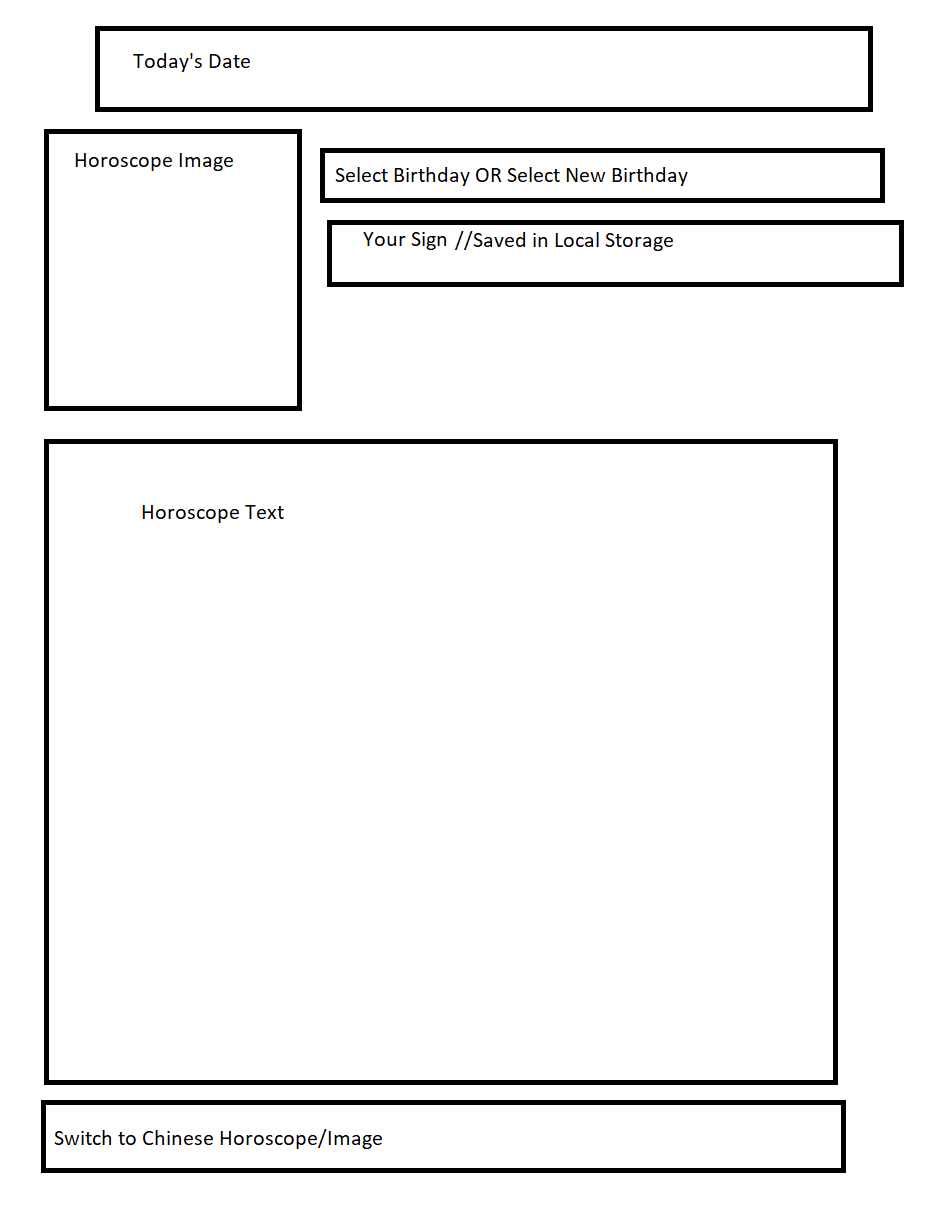 Today's Date
Horoscope Image
Select Birthday OR Select New Birthday
Your Sign //Saved in Local Storage
Horoscope Text
Switch to Chinese Horoscope/Image